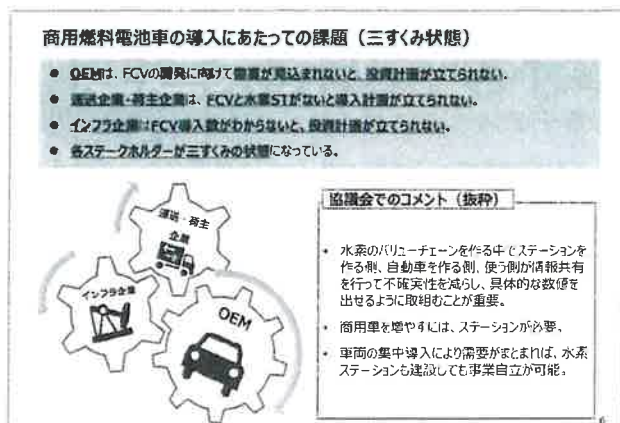 商用燃料電池車の導入にあたっての課題（三すくみ状態）
● OEMは、FCVの開発に向けて需要が見込まれないと、投資計画が立てられない。
● 運送企業・荷主企業は、FCVと水素STがないと導入計画が立てられない。
● インフラ企業はFCV導入数がわからないと、投資計画が立てられない。
● 各ステークホルダーが三すくみの状態になっている。
運送・荷主
企業
インフラ企業
OEM
協議会でのコメント（抜粋）
・ 水素のバリューチェーンを作る中でステーションを
作る側、自動車を作る側、使う側が情報共有
を行って不確実性を減らし、具体的な数値を
出せるように取組むことが重要。
・ 商用車を増やすには、ステーションが必要、
・ 車両の集中導入により需要がまとまれば、水素
ステーションも建設しても事業自立が可能。
6